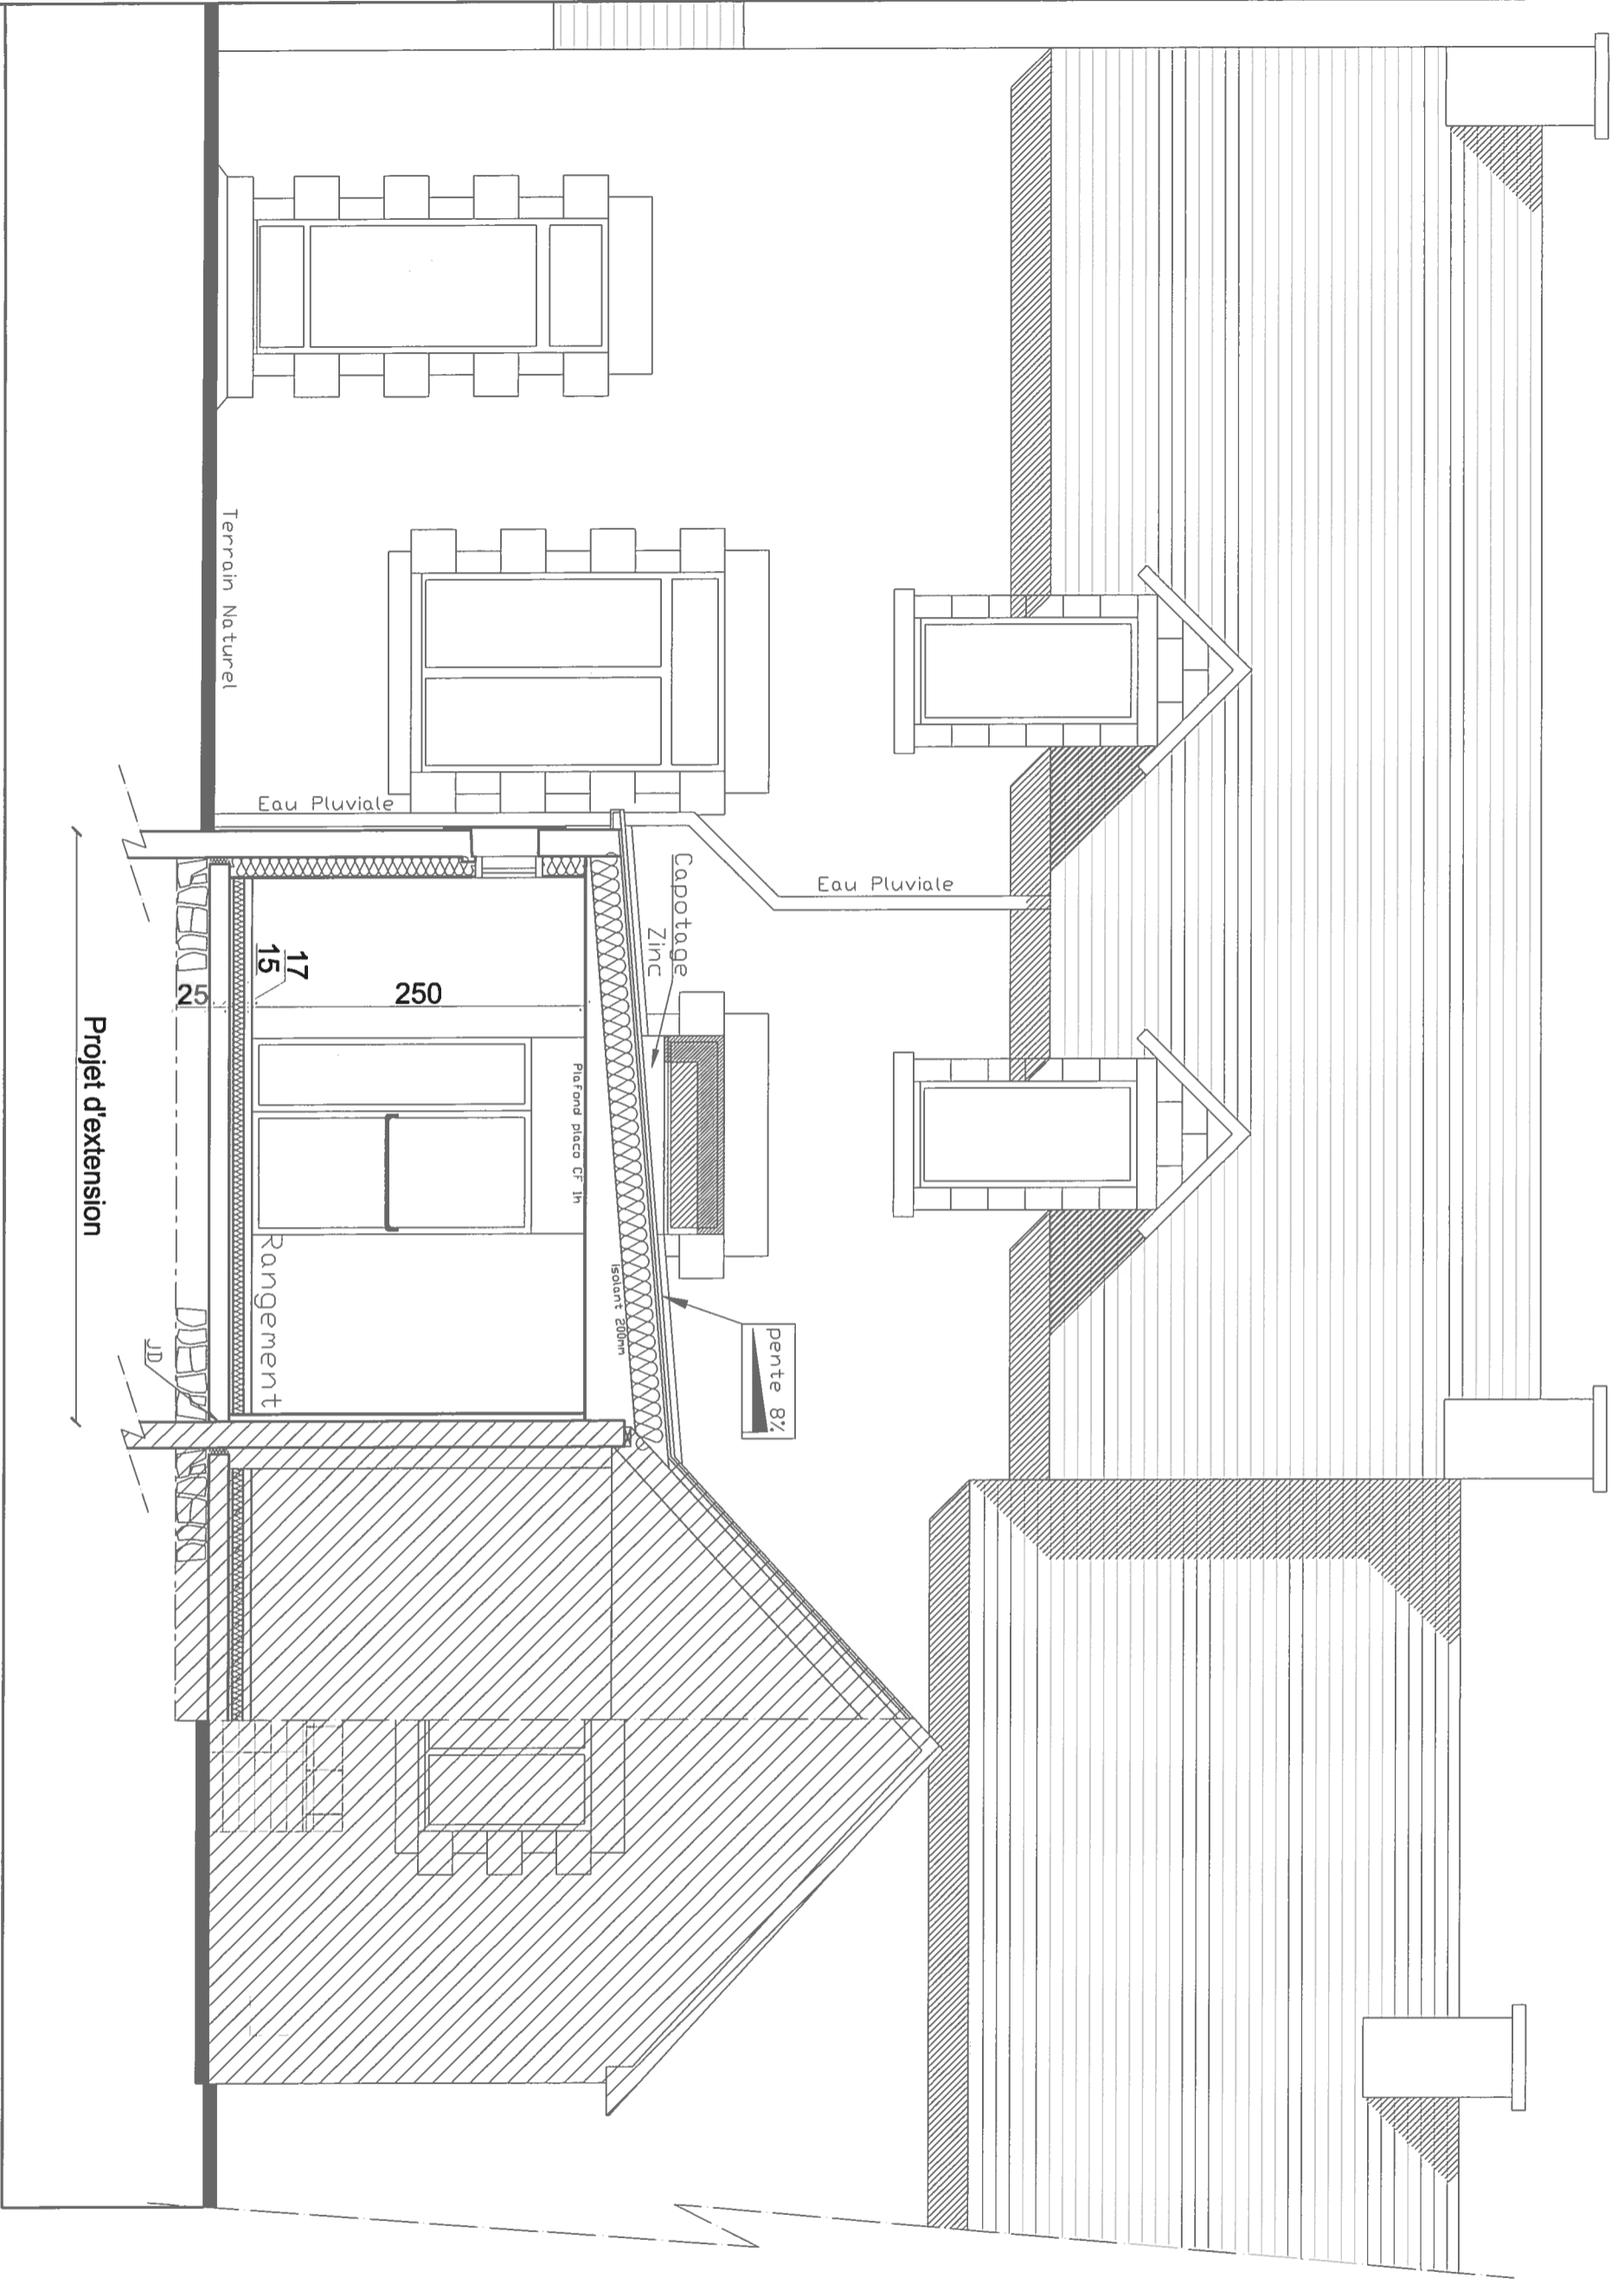 Terrain Naturel
Eau Pluviale
Eau Pluviale
Capotage
Zinc
pente 8%
Isolant 200mm
Plafond placo CF 1h
250
17
15
25
Rangement
JD
Projet d'extension